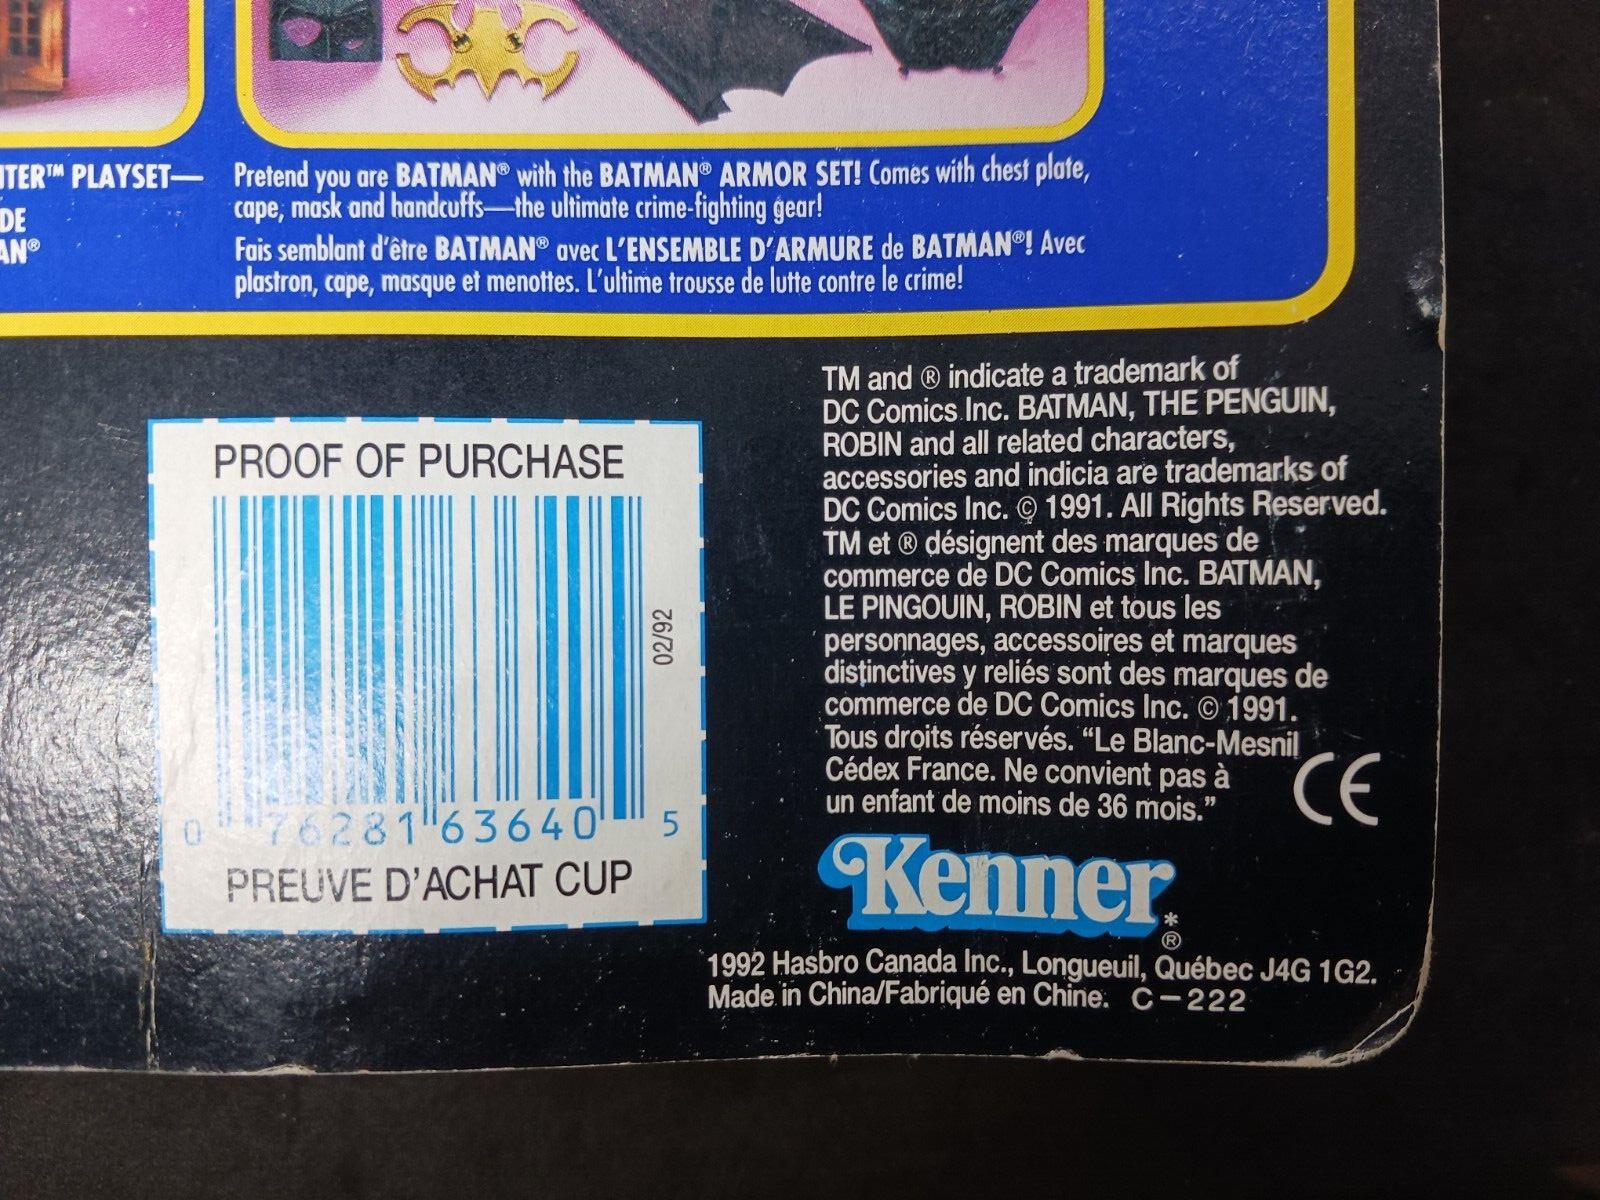 TER™ PLAYSET—
DE
AN®
Pretend you are BATMAN® with the BATMAN® ARMOR SET! Comes with chest plate,
cape, mask and handcuffs—the ultimate crime-fighting gear!
Fais semblant d'être BATMAN® avec L'ENSEMBLE D'ARMURE de BATMAN®! Avec
plastron, cape, masque et menottes. L'ultime trousse de lutte contre le crime!
PROOF OF PURCHASE
02/92
0 76281 63640 5
PREUVE D'ACHAT CUP
TM and ® indicate a trademark of
DC Comics Inc. BATMAN, THE PENGUIN,
ROBIN and all related characters,
accessories and indicia are trademarks of
DC Comics Inc. © 1991. All Rights Reserved.
TM et ® désignent des marques de
commerce de DC Comics Inc. BATMAN,
LE PINGOUIN, ROBIN et tous les
personnages, accessoires et marques
distinctives y reliés sont des marques de
commerce de DC Comics Inc. © 1991.
Tous droits réservés. “Le Blanc-Mesnil
Cédex France. Ne convient pas à
un enfant de moins de 36 mois.”
CE
Kenner*®
1992 Hasbro Canada Inc., Longueuil, Québec J4G 1G2.
Made in China/Fabriqué en Chine. C-222